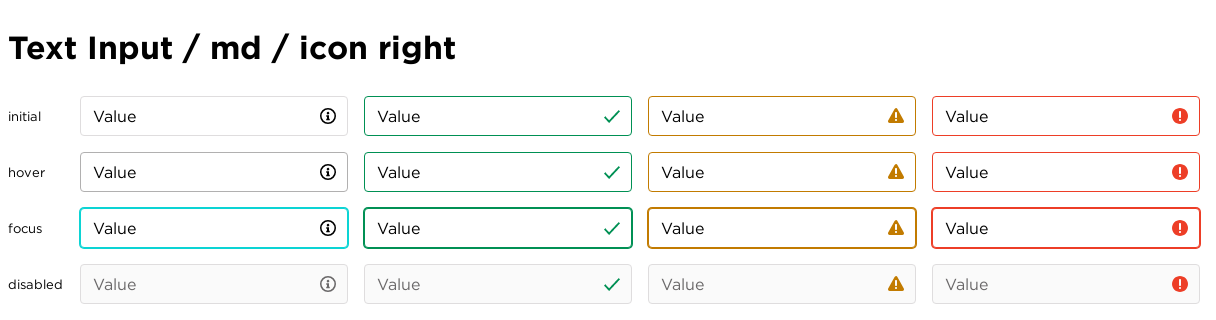 Text Input / md / icon right
initial Value Value Value Value
hover Value Value Value Value
focus Value Value Value Value
disabled Value Value Value Value